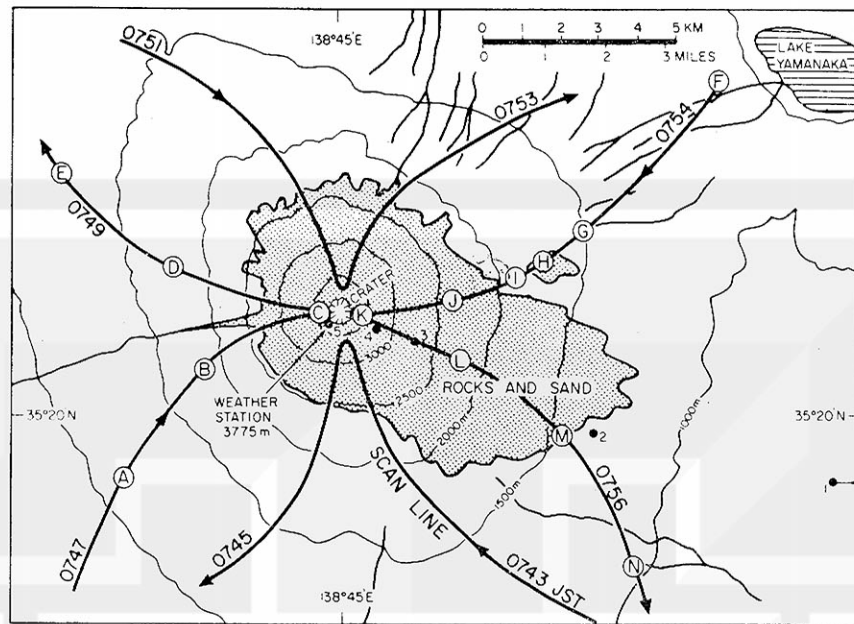 138°45'E
0 1 2 3 4 5 KM
0 1 2 3 MILES
LAKE
YAMANAKA
0751
0753
0754
F
E
0749
D
G
H
I
J
C
K
CRATER
5
4
3
3000
B
L
ROCKS AND SAND
WEATHER
STATION
3775 m
2500
2000m
1000m
35°20'N
35°20'N
M
2
A
SCAN LINE
1500m
0756
1
0747
0745
0743 JST
N
138°45'E